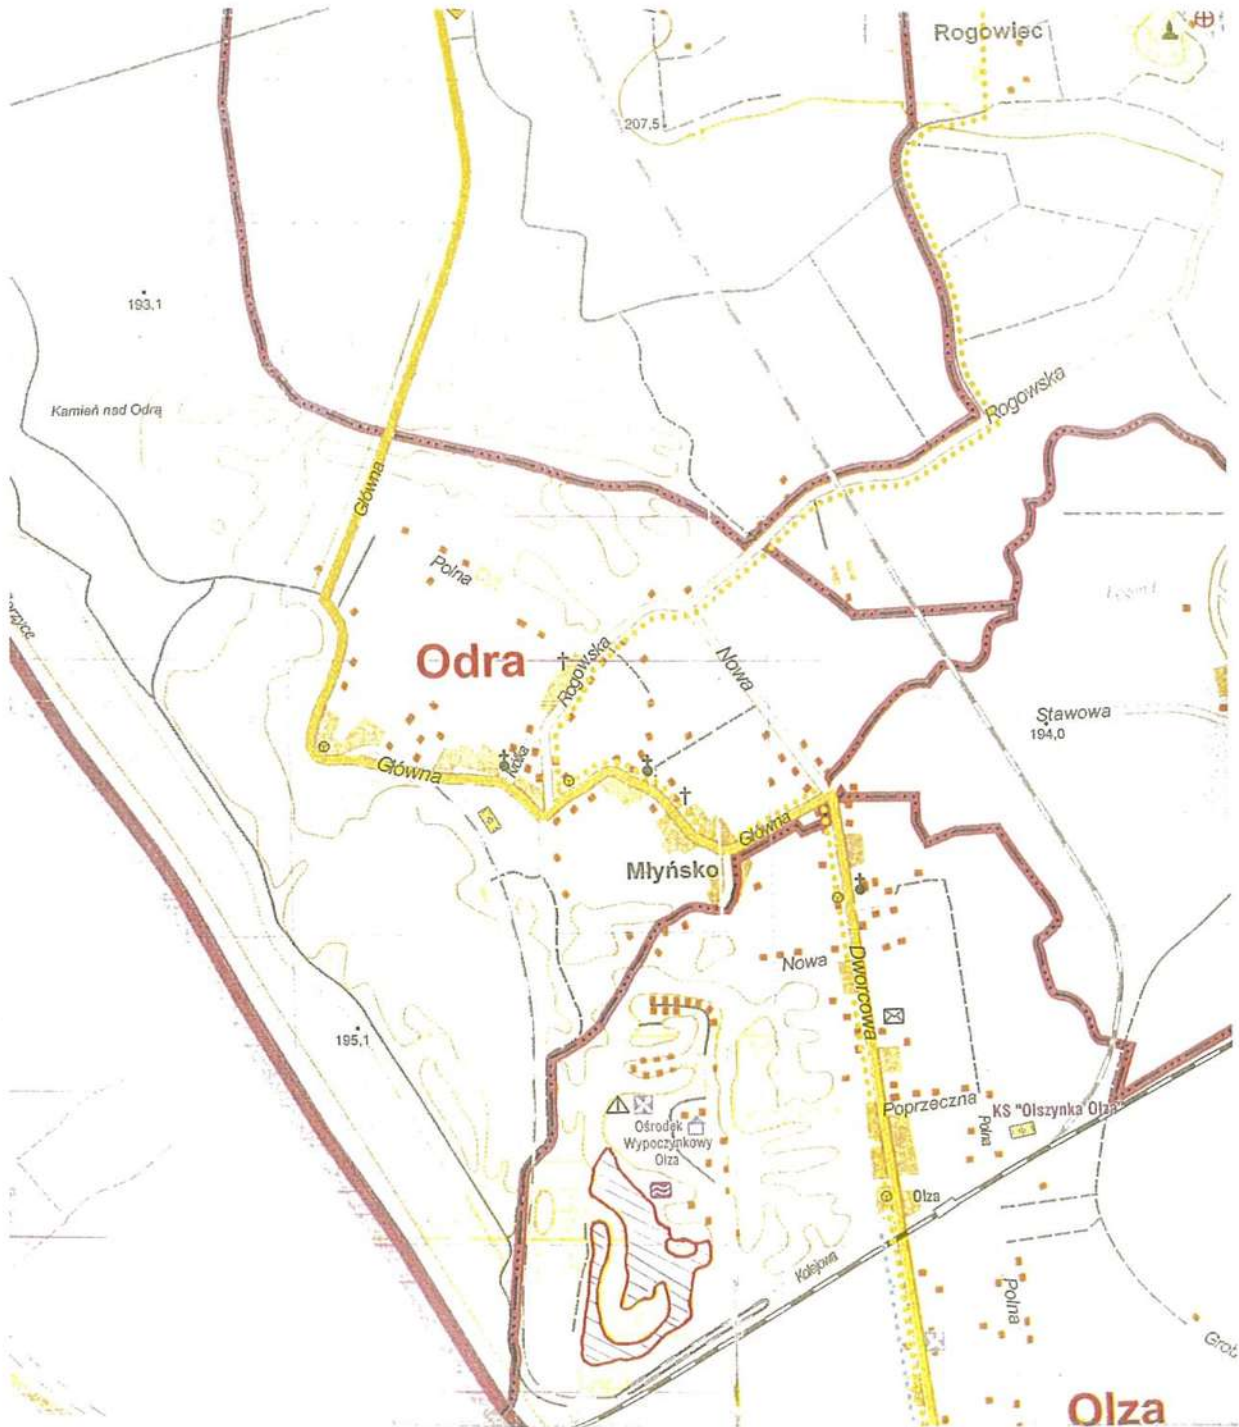 Rogowiec
207,5
193,1
Kamień nad Odrą
Rogowska
Główna
Polna
Odra
Rogowska
Nowa
Stawowa
194,0
Główna
Główna
Młyńsko
Nowa
Dworcowa
195,1
Poprzeczna
KS "Olszynka Olza"
Polna
Ośrodek
Wypoczynkowy
Olza
Olza
Kolejowa
Polna
Grot
Olza